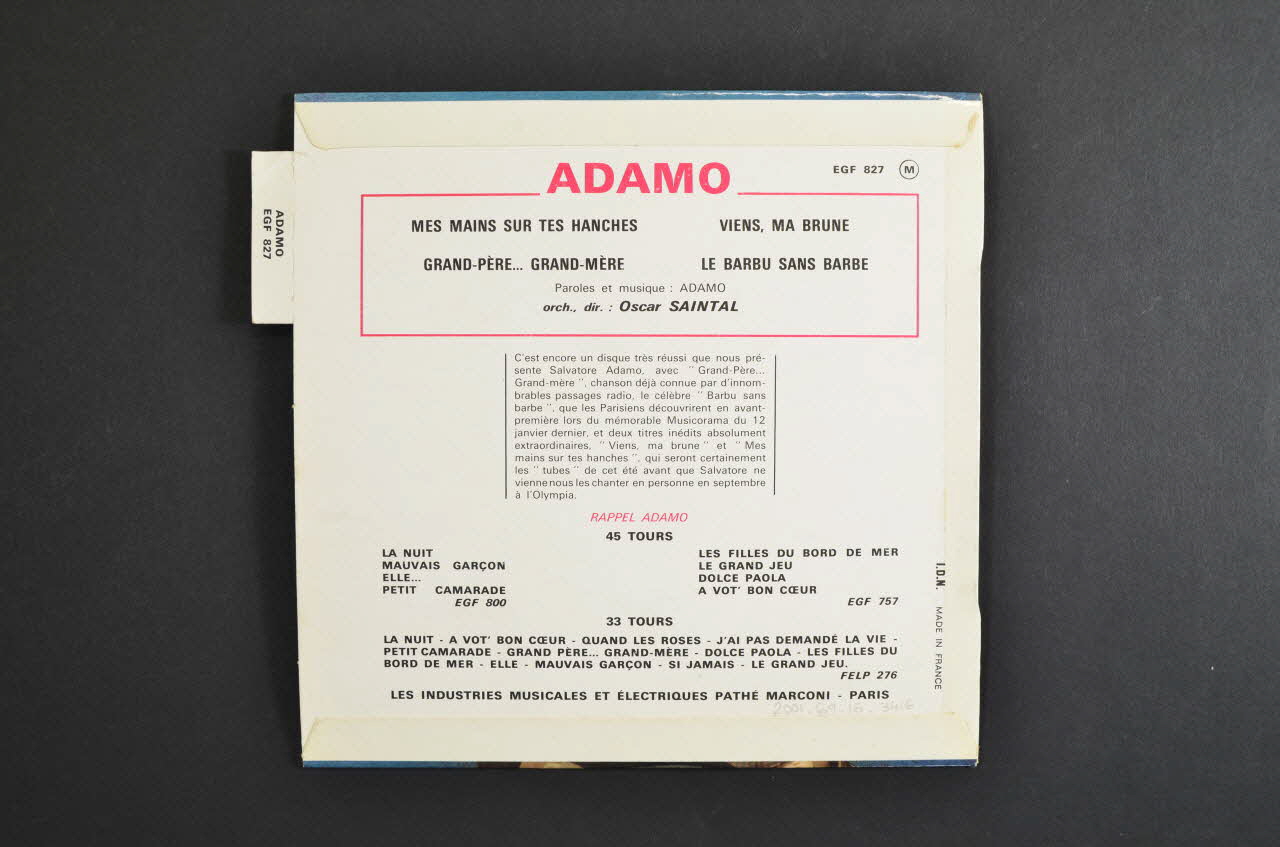 ADAMO
EGF 827 M
MES MAINS SUR TES HANCHES
VIENS, MA BRUNE
GRAND-PÈRE... GRAND-MÈRE
LE BARBU SANS BARBE
Paroles et musique : ADAMO
orch., dir. : Oscar SAINTAL
ADAMO
EGF 827
C'est encore un disque très réussi que nous pré-
sente Salvatore Adamo, avec " Grand-Père...
Grand-mère ", chanson déjà connue par d'innom-
brables passages radio, le célèbre " Barbu sans
barbe ", que les Parisiens découvrirent en avant-
première lors du mémorable Musicorama du 12
janvier dernier, et deux titres inédits absolument
extraordinaires, " Viens, ma brune " et " Mes
mains sur tes hanches ", qui seront certainement
les " tubes " de cet été avant que Salvatore ne
vienne nous les chanter en personne en septembre
à l'Olympia.
RAPPEL ADAMO
45 TOURS
LA NUIT
MAUVAIS GARÇON
ELLE...
PETIT CAMARADE
EGF 800
LES FILLES DU BORD DE MER
LE GRAND JEU
DOLCE PAOLA
A VOT' BON CŒUR
EGF 757
33 TOURS
LA NUIT - A VOT' BON CŒUR - QUAND LES ROSES - J'AI PAS DEMANDÉ LA VIE -
PETIT CAMARADE - GRAND PÈRE... GRAND-MÈRE - DOLCE PAOLA - LES FILLES DU
BORD DE MER - ELLE - MAUVAIS GARÇON - SI JAMAIS - LE GRAND JEU.
FELP 276
LES INDUSTRIES MUSICALES ET ÉLECTRIQUES PATHÉ MARCONI - PARIS
I.D.N. MADE IN FRANCE